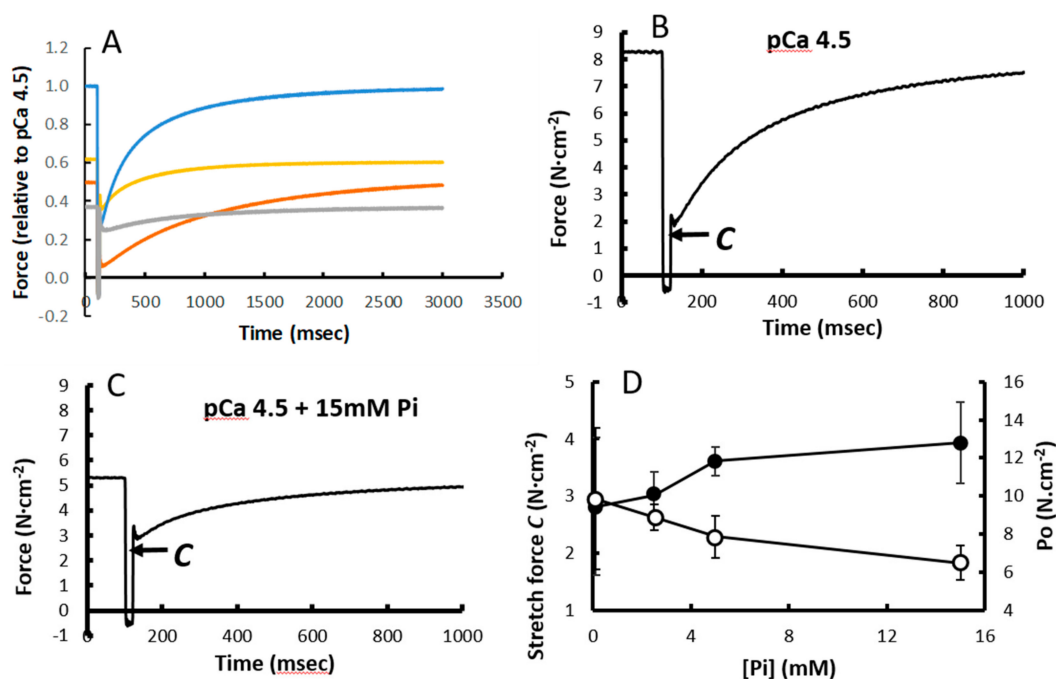 A
Force (relative to pCa 4.5)
1.2
1.0
0.8
0.6
0.4
0.2
0.0
-0.2
0 500 1000 1500 2000 2500 3000 3500
Time (msec)
B
pCa 4.5
Force (N·cm-2)
9
8
7
6
5
4
3
2
1
0
-1
C
0 200 400 600 800 1000
Time (msec)
C
pCa 4.5 + 15mM Pi
Force (N·cm-2)
9
8
7
6
5
4
3
2
1
0
-1
C
0 200 400 600 800 1000
Time (msec)
D
Stretch force C (N·cm-2)
5
4
3
2
1
16
14
12
10
8
6
4
Po (N.cm-2)
0 4 8 12 16
[Pi] (mM)